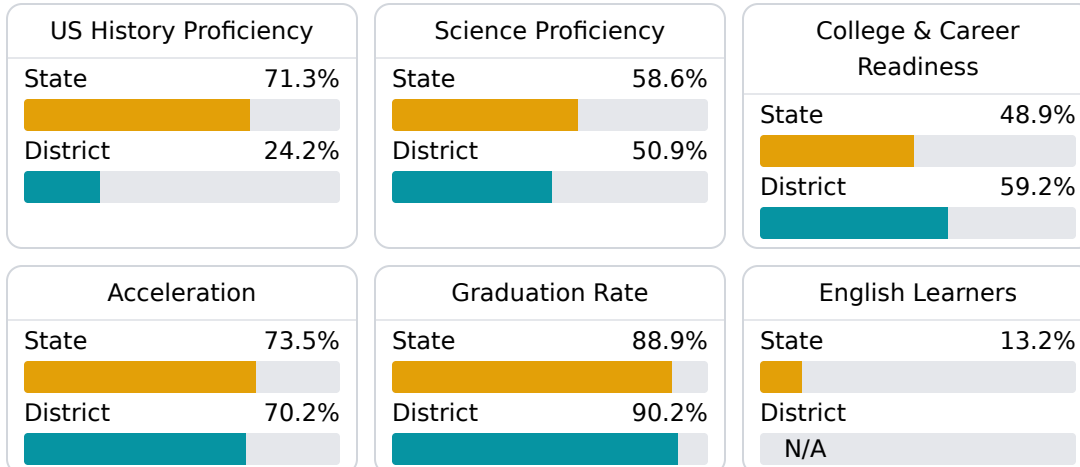 US History Proficiency
State 71.3%
District 24.2%
Science Proficiency
State 58.6%
District 50.9%
College & Career
Readiness
State 48.9%
District 59.2%
Acceleration
State 73.5%
District 70.2%
Graduation Rate
State 88.9%
District 90.2%
English Learners
State 13.2%
District
N/A